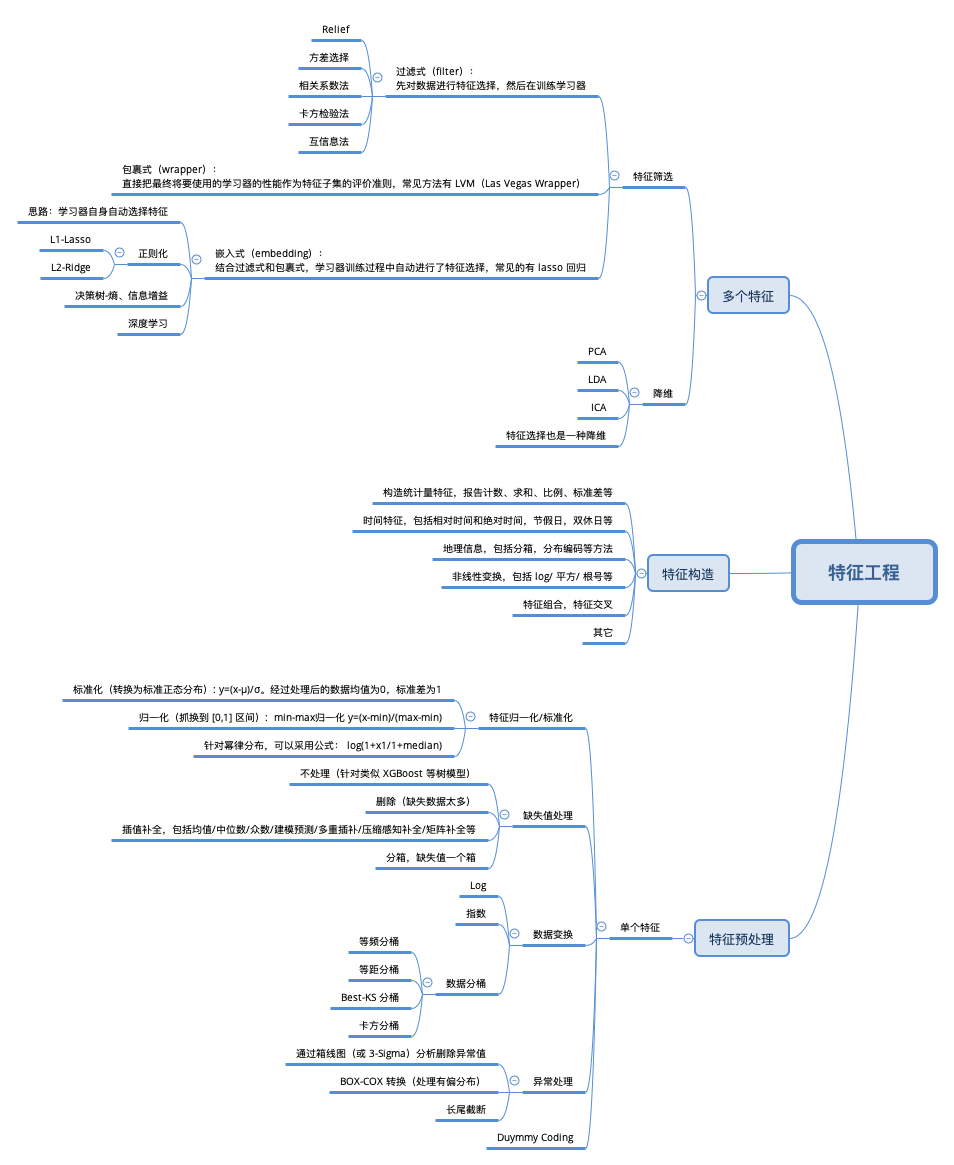 特征工程
多个特征
特征筛选
过滤式（filter）：
先对数据进行特征选择，然后在训练学习器
Relief
方差选择
相关系数法
卡方检验法
互信息法
包裹式（wrapper）：
直接把最终将要使用的学习器的性能作为特征子集的评价准则，常见方法有 LVM（Las Vegas Wrapper）
嵌入式（embedding）：
结合过滤式和包裹式，学习器训练过程中自动进行了特征选择，常见的有 lasso 回归
思路：学习器自身自动选择特征
正则化
L1-Lasso
L2-Ridge
决策树-熵、信息增益
深度学习
降维
PCA
LDA
ICA
特征选择也是一种降维
特征构造
构造统计量特征，报告计数、求和、比例、标准差等
时间特征，包括相对时间和绝对时间，节假日，双休日等
地理信息，包括分箱，分布编码等方法
非线性变换，包括 log/ 平方/ 根号等
特征组合，特征交叉
其它
特征预处理
单个特征
特征归一化/标准化
标准化（转换为标准正态分布）: y=(x-μ)/σ。经过处理后的数据均值为0，标准差为1
归一化（抓换到 [0,1] 区间）：min-max归一化 y=(x-min)/(max-min)
针对幂律分布，可以采用公式： log(1+x1/1+median)
缺失值处理
不处理（针对类似 XGBoost 等树模型）
删除（缺失数据太多）
插值补全，包括均值/中位数/众数/建模预测/多重插补/压缩感知补全/矩阵补全等
分箱，缺失值一个箱
数据变换
Log
指数
数据分桶
等频分桶
等距分桶
Best-KS 分桶
卡方分桶
异常处理
通过箱线图（或 3-Sigma）分析删除异常值
BOX-COX 转换（处理有偏分布）
长尾截断
Duymmy Coding